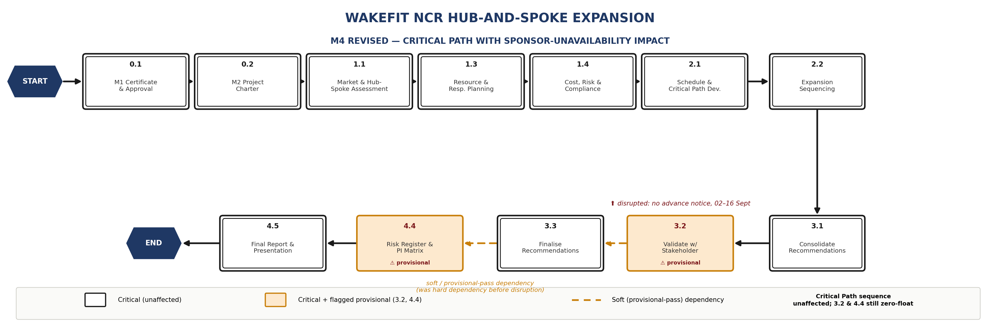 WAKEFIT NCR HUB-AND-SPOKE EXPANSION
M4 REVISED — CRITICAL PATH WITH SPONSOR-UNAVAILABILITY IMPACT
START
0.1
M1 Certificate
& Approval
0.2
M2 Project
Charter
1.1
Market & Hub-
Spoke Assessment
1.3
Resource &
Resp. Planning
1.4
Cost, Risk &
Compliance
2.1
Schedule &
Critical Path Dev.
2.2
Expansion
Sequencing
⬆ disrupted: no advance notice, 02–16 Sept
END
4.5
Final Report &
Presentation
4.4
Risk Register &
PI Matrix
⚠ provisional
3.3
Finalise
Recommendations
3.2
Validate w/
Stakeholder
⚠ provisional
3.1
Consolidate
Recommendations
soft / provisional-pass dependency
(was hard dependency before disruption)
Critical (unaffected)
Critical + flagged provisional (3.2, 4.4)
Soft (provisional-pass) dependency
Critical Path sequence
unaffected; 3.2 & 4.4 still zero-float